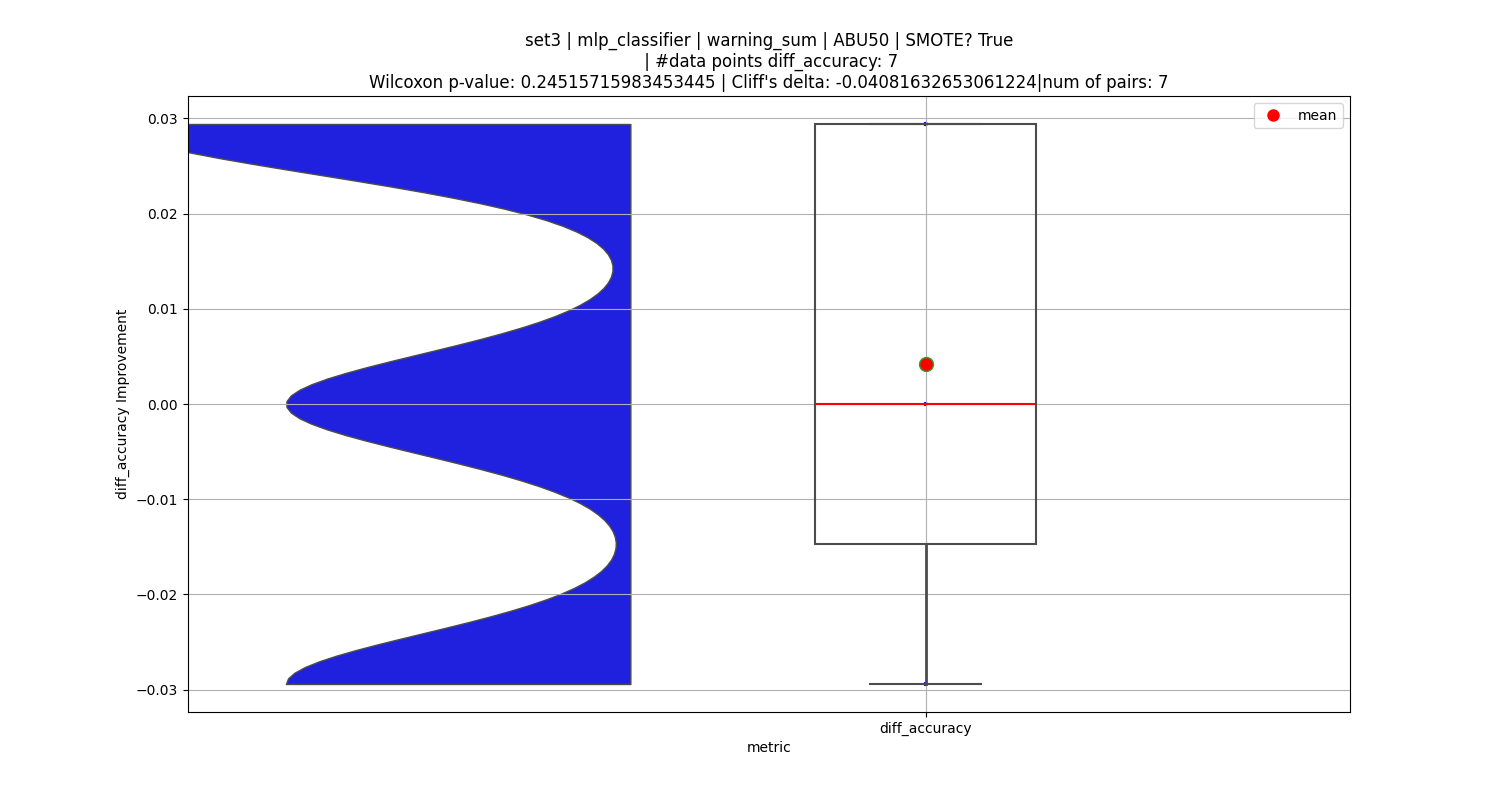 set3 | mlp_classifier | warning_sum | ABU50 | SMOTE? True
| #data points diff_accuracy: 7
Wilcoxon p-value: 0.24515715983453445 | Cliff's delta: -0.04081632653061224|num of pairs: 7
mean
0.03
0.02
0.01
0.00
−0.01
−0.02
−0.03
diff_accuracy Improvement
diff_accuracy
metric